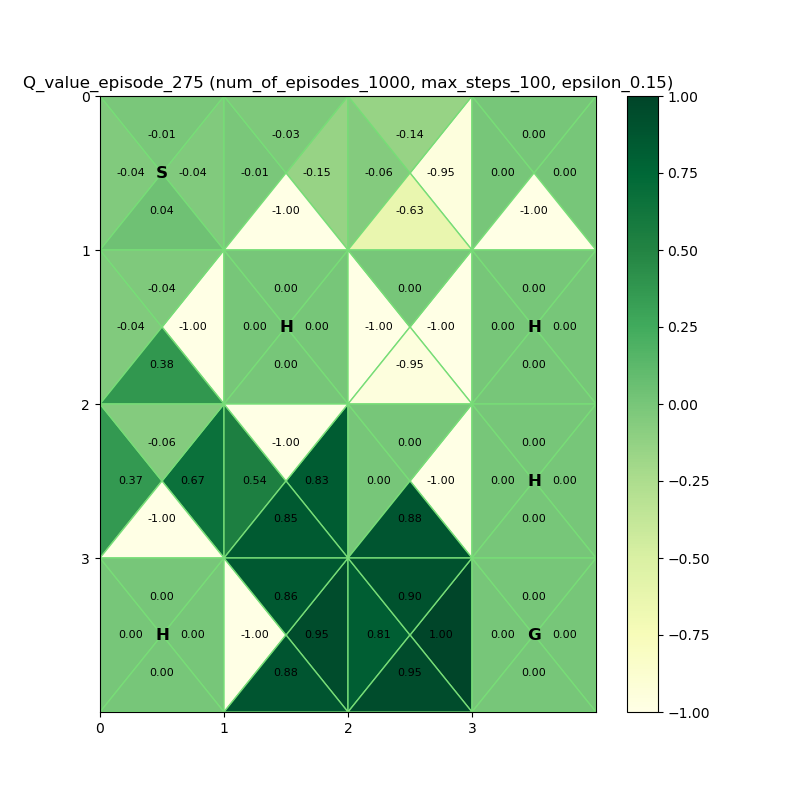 Q_value_episode_275 (num_of_episodes_1000, max_steps_100, epsilon_0.15)
0 1.00
-0.01 -0.03 -0.14 0.00
-0.04 S -0.04 -0.01 -0.15 -0.06 -0.95 0.00 0.00
0.75
0.04 -1.00 -0.63 -1.00
1 0.50
-0.04 0.00 0.00 0.00
-0.04 -1.00 0.00 H 0.00 -1.00 -1.00 0.00 H 0.00
0.25
0.38 0.00 -0.95 0.00
2 0.00
-0.06 -1.00 0.00 0.00
0.37 0.67 0.54 0.83 0.00 -1.00 0.00 H 0.00
−0.25
-1.00 0.85 0.88 0.00
3 −0.50
0.00 0.86 0.90 0.00
0.00 H 0.00 -1.00 0.95 0.81 1.00 0.00 G 0.00
−0.75
0.00 0.88 0.95 0.00
−1.00
0 1 2 3